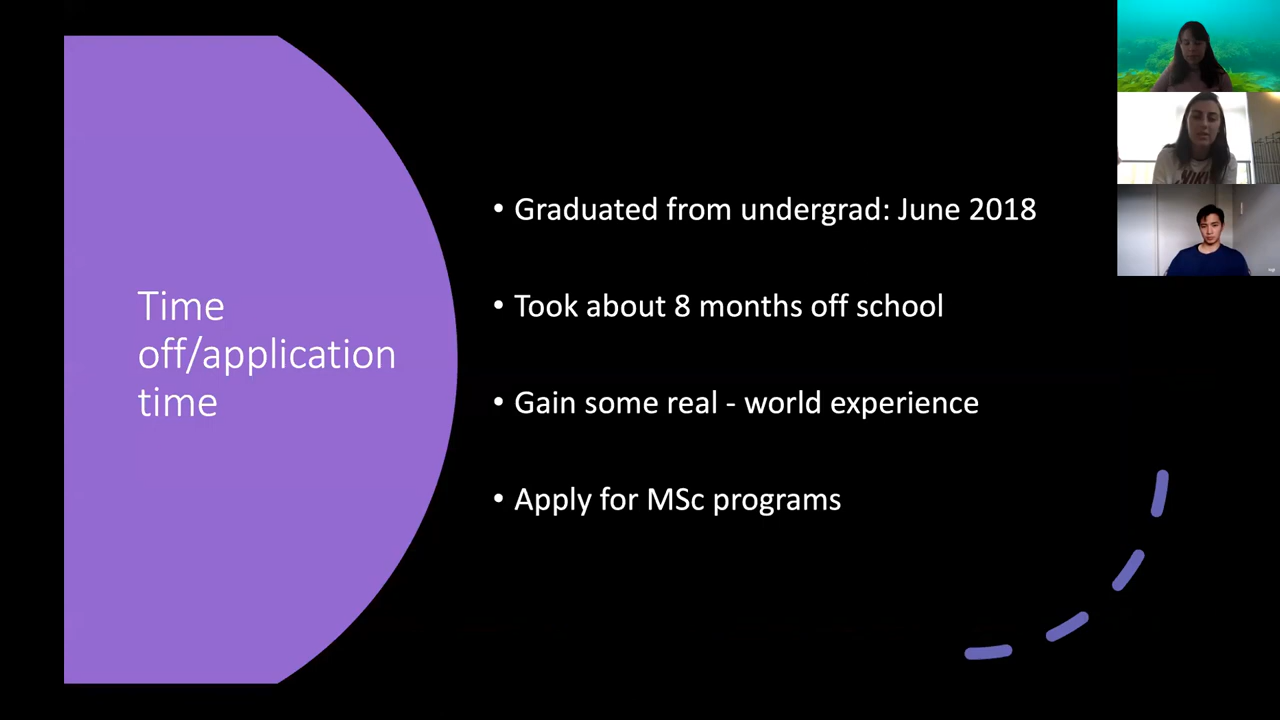 Time
off/application
time
• Graduated from undergrad: June 2018
• Took about 8 months off school
• Gain some real - world experience
• Apply for MSc programs